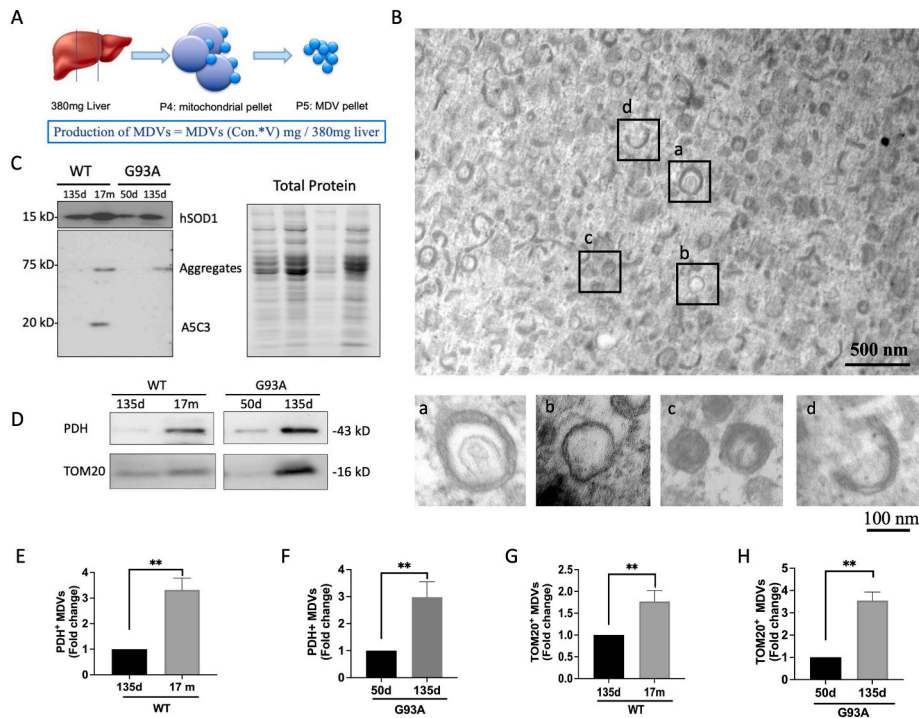 A
380mg Liver
P4: mitochondrial pellet
P5: MDV pellet
Production of MDVs = MDVs (Con.*V) mg / 380mg liver
B
d
a
c
b
500 nm
a
b
c
d
100 nm
C
WT
G93A
135d 17m 50d 135d
15 kD
hSOD1
75 kD
Aggregates
20 kD
A5C3
Total Protein
D
WT
G93A
135d
17m
50d
135d
PDH
-43 kD
TOM20
-16 kD
E
PDH⁺ MDVs
(Fold change)
5
4
3
2
1
0
**
135d
17 m
WT
F
PDH+ MDVs
(Fold change)
5
4
3
2
1
0
**
50d
135d
G93A
G
TOM20⁺ MDVs
(Fold change)
2.5
2.0
1.5
1.0
0.5
0.0
**
135d
17m
WT
H
TOM20⁺ MDVs
(Fold change)
5
4
3
2
1
0
**
50d
135d
G93A